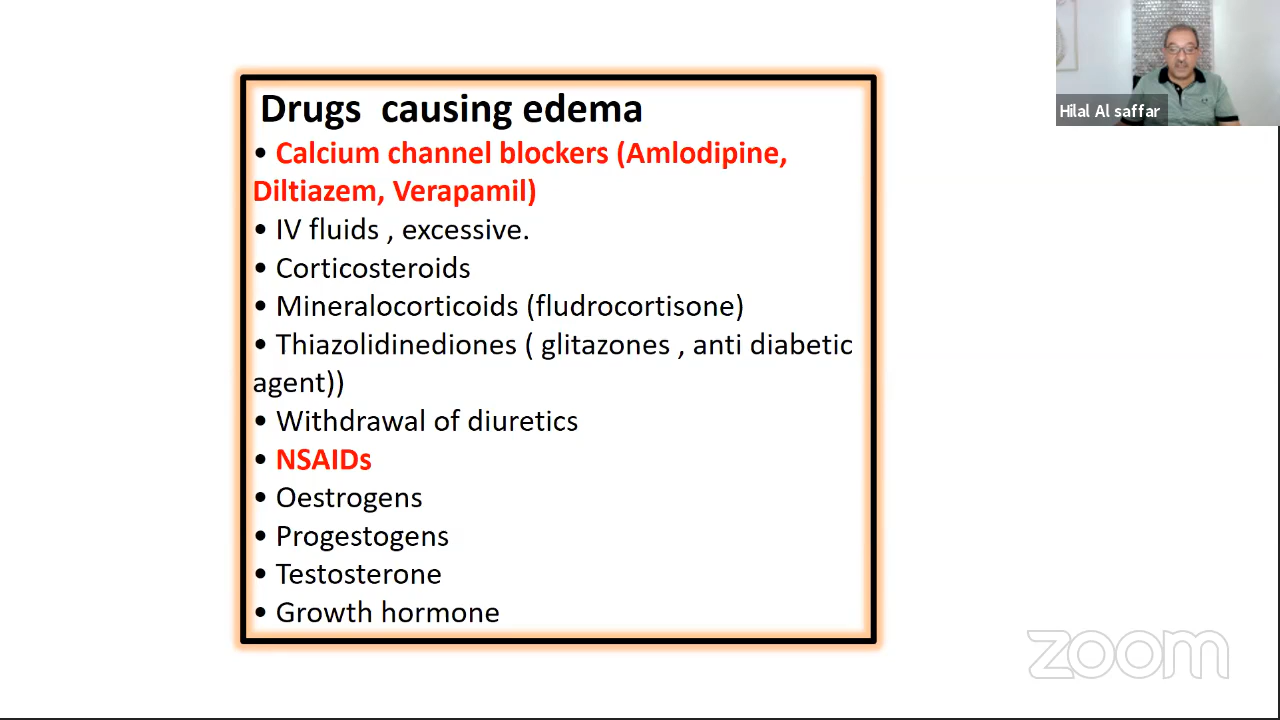 Hilal Al saffar
Drugs  causing edema
• Calcium channel blockers (Amlodipine,
Diltiazem, Verapamil)
• IV fluids , excessive.
• Corticosteroids
• Mineralocorticoids (fludrocortisone)
• Thiazolidinediones ( glitazones , anti diabetic
agent))
• Withdrawal of diuretics
• NSAIDs
• Oestrogens
• Progestogens
• Testosterone
• Growth hormone
zoom